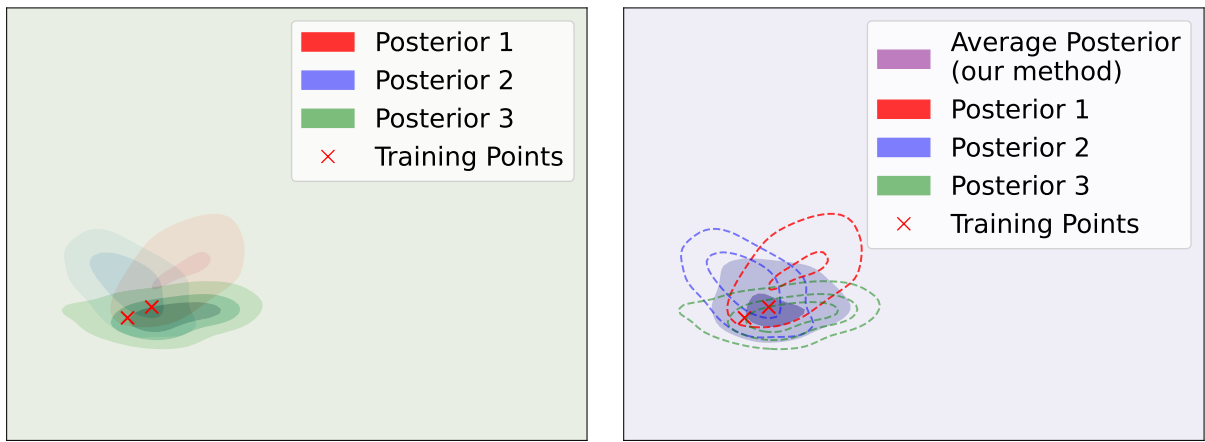 Posterior 1
Posterior 2
Posterior 3
Training Points
Average Posterior
(our method)
Posterior 1
Posterior 2
Posterior 3
Training Points